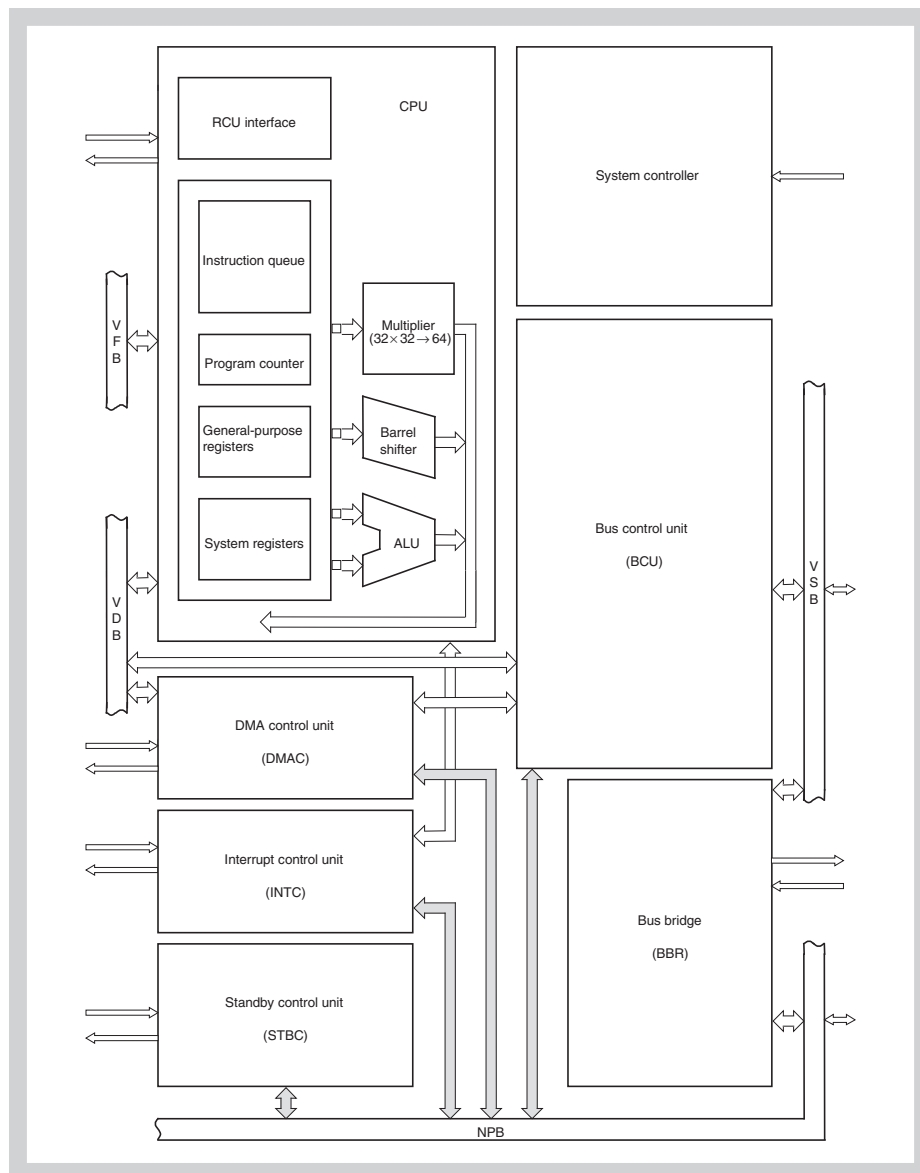 CPU
RCU interface
System controller
Instruction queue
VFB
Multiplier
(32×32→64)
Program counter
General-purpose
registers
Barrel
shifter
System registers
ALU
Bus control unit
(BCU)
VSB
VDB
DMA control unit
(DMAC)
Interrupt control unit
(INTC)
Bus bridge
(BBR)
Standby control unit
(STBC)
NPB